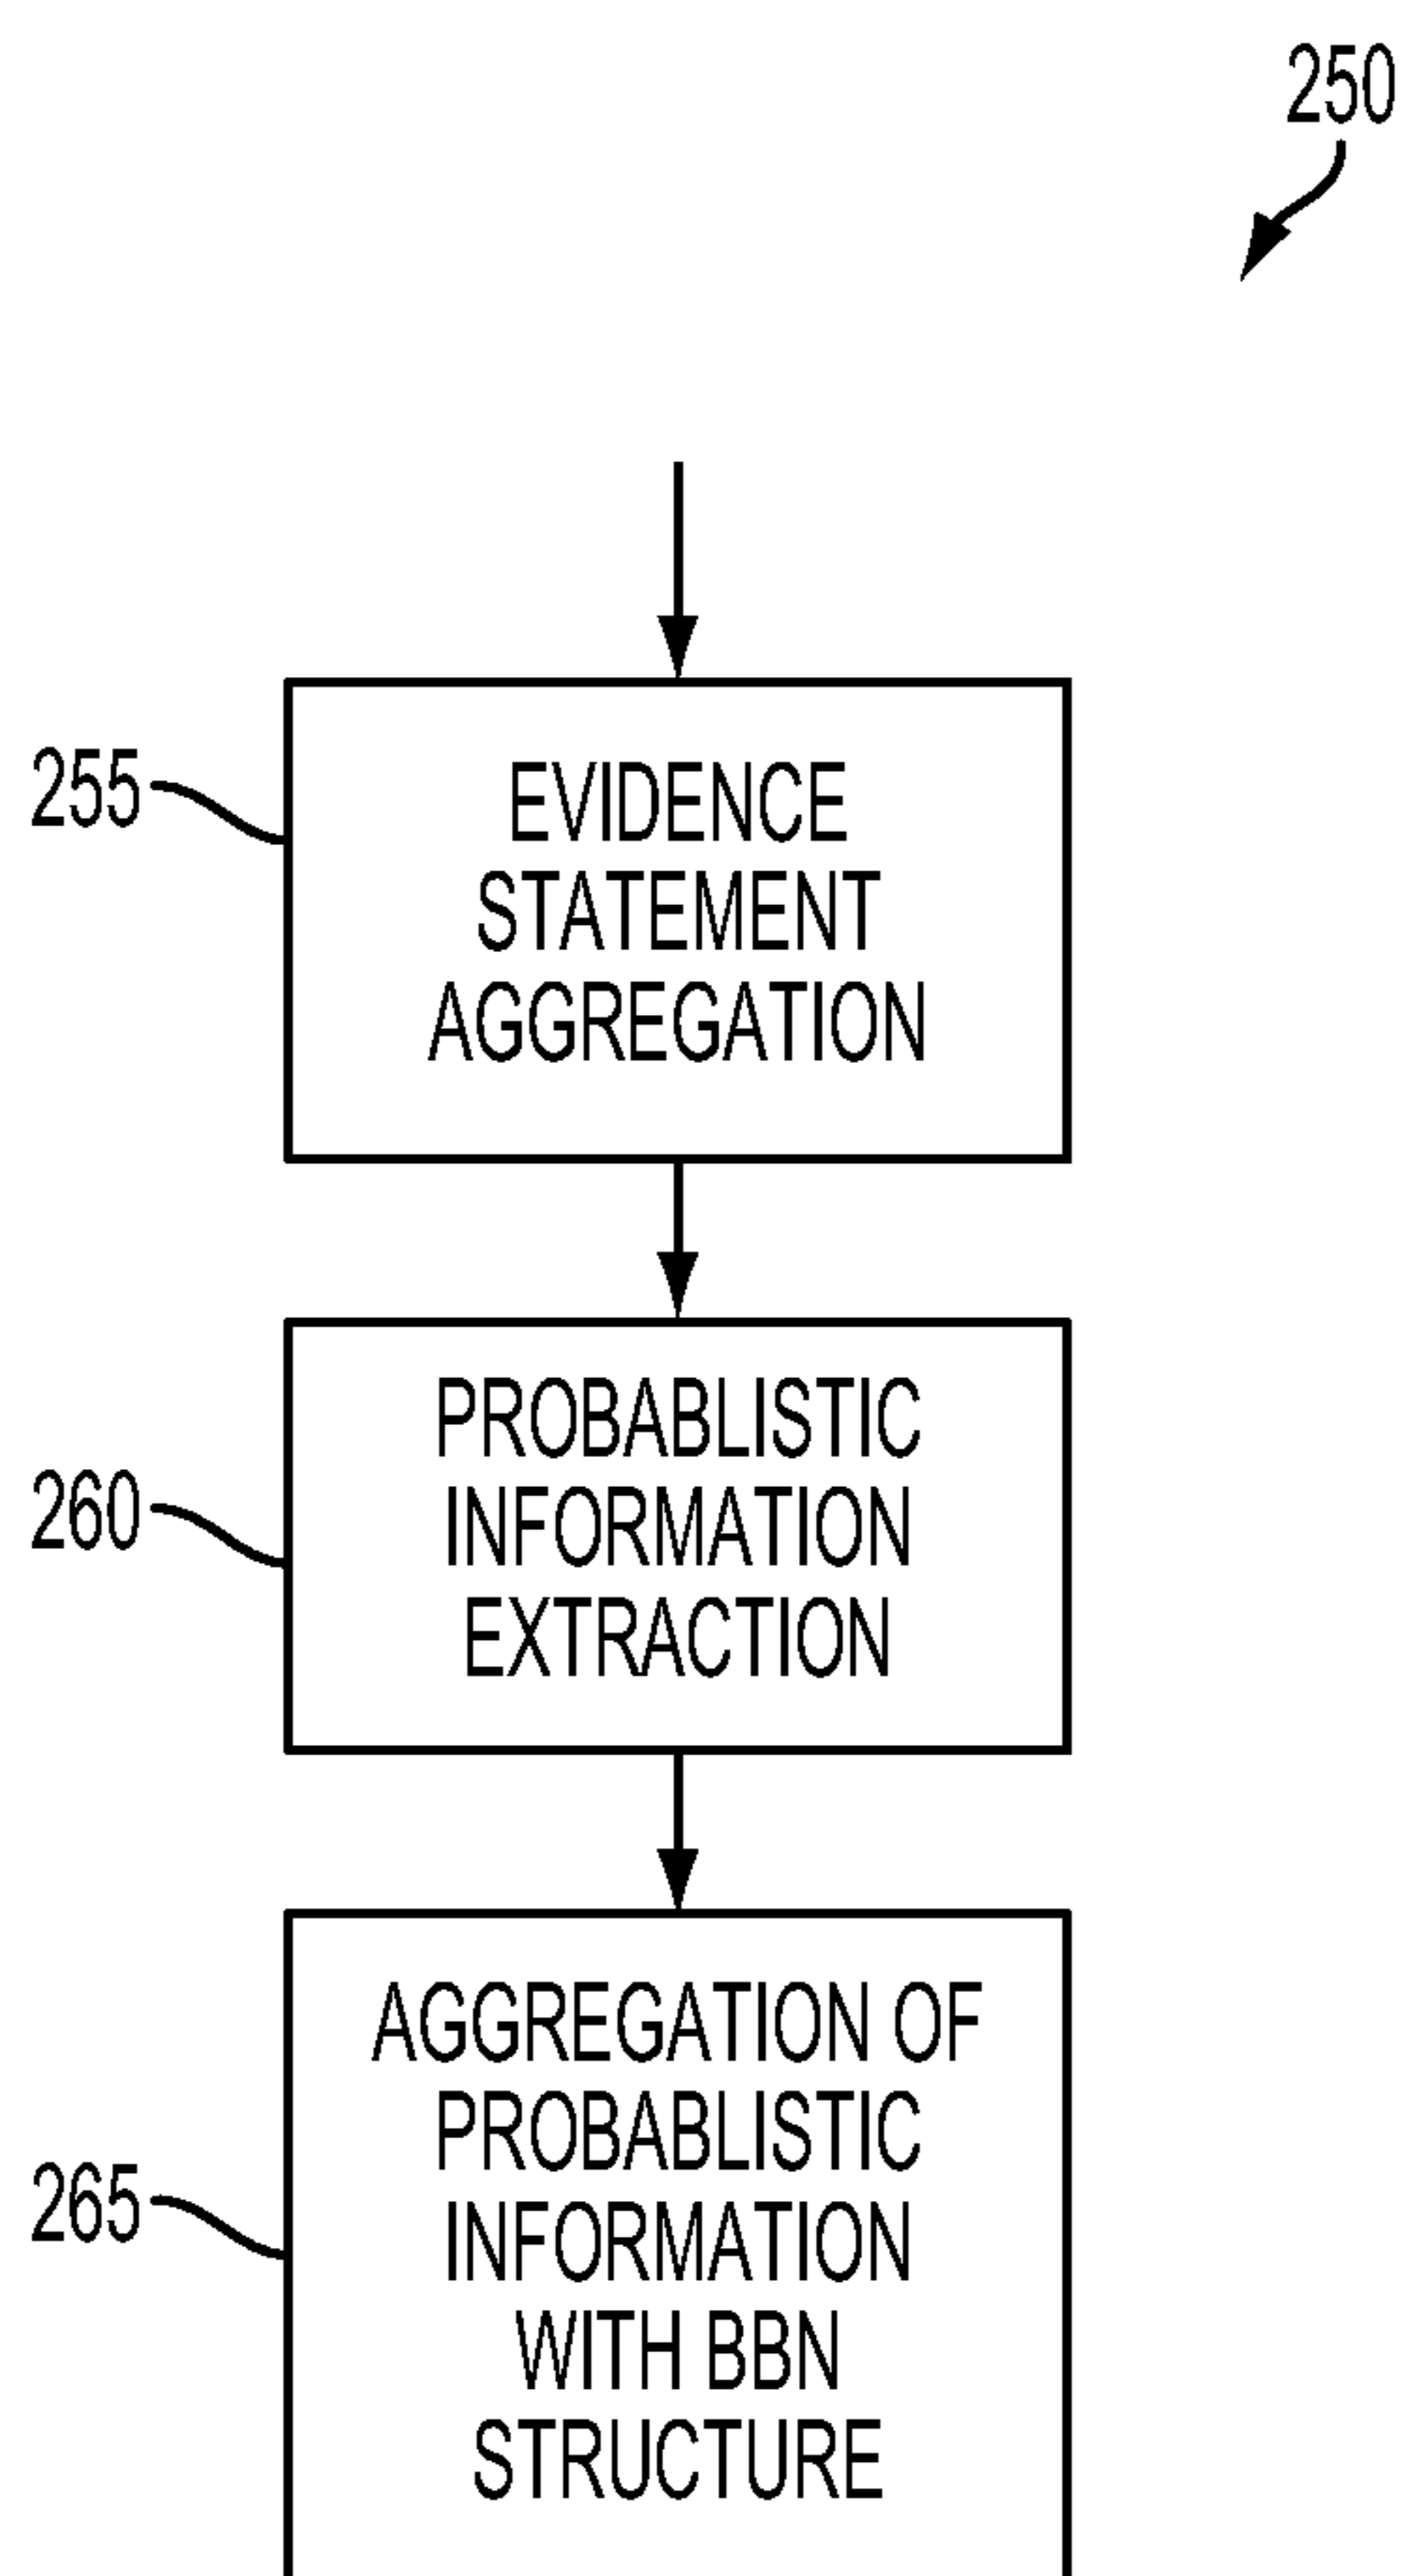 250
255
EVIDENCE
STATEMENT
AGGREGATION
260
PROBABLISTIC
INFORMATION
EXTRACTION
265
AGGREGATION OF
PROBABLISTIC
INFORMATION
WITH BBN
STRUCTURE